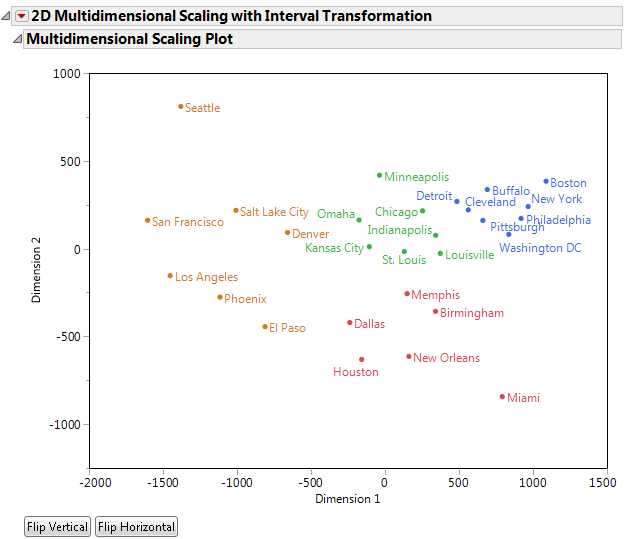 2D Multidimensional Scaling with Interval Transformation
Multidimensional Scaling Plot
1000
Seattle
500
Minneapolis
Boston
Buffalo
Detroit
Cleveland
New York
Salt Lake City
Omaha
Chicago
San Francisco
Philadelphia
Denver
Indianapolis
Pittsburgh
0
Kansas City
St. Louis
Louisville
Washington DC
Los Angeles
Phoenix
Memphis
Birmingham
El Paso
Dallas
-500
Houston
New Orleans
Miami
-1000
Dimension 2
-2000 -1500 -1000 -500 0 500 1000 1500
Dimension 1
Flip Vertical Flip Horizontal